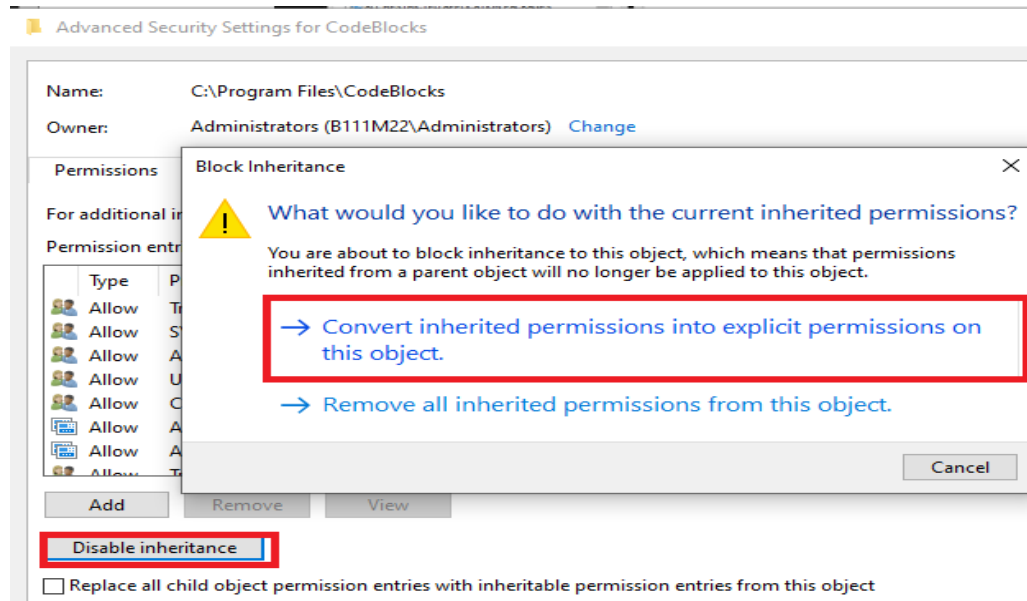 Advanced Security Settings for CodeBlocks
Name: C:\Program Files\CodeBlocks
Owner: Administrators (B111M22\Administrators) Change
Permissions
Block Inheritance
For additional
What would you like to do with the current inherited permissions?
Permission
You are about to block inheritance to this object, which means that permissions
inherited from a parent object will no longer be applied to this object.
Type
Allow
Allow
Allow
Allow
Allow
Allow
Allow
Allow
Convert inherited permissions into explicit permissions on
this object.
Remove all inherited permissions from this object.
Cancel
Add Remove View
Disable inheritance
Replace all child object permission entries with inheritable permission entries from this object